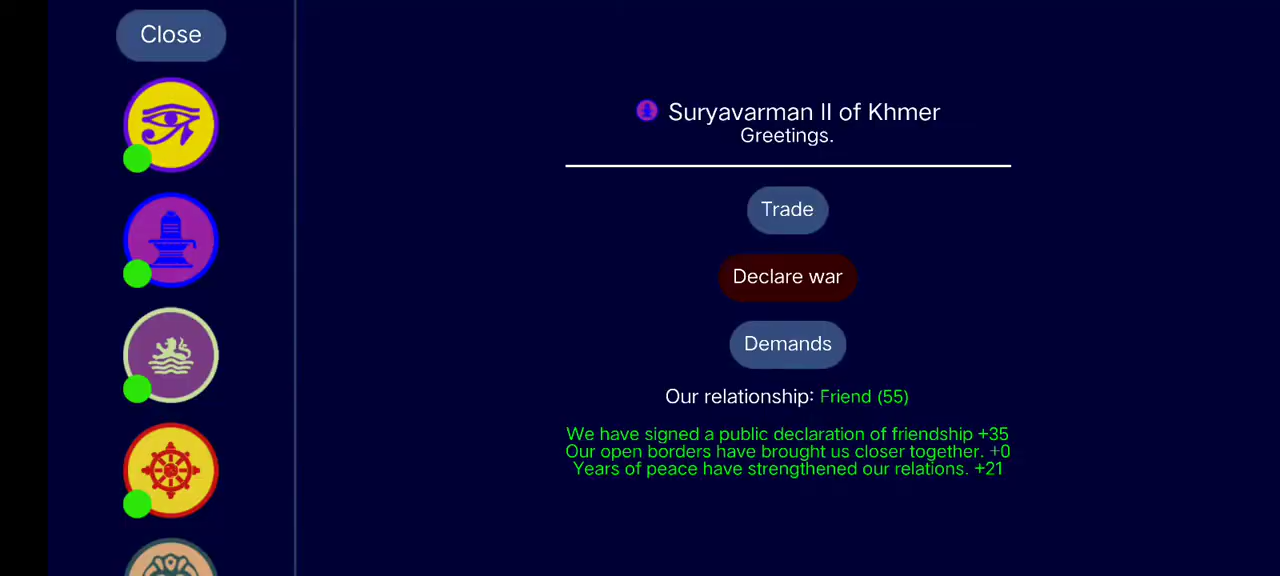 Close
Suryavarman II of Khmer
Greetings.
Trade
Declare war
Demands
Our relationship: Friend (55)
We have signed a public declaration of friendship +35
Our open borders have brought us closer together. +0
Years of peace have strengthened our relations. +21